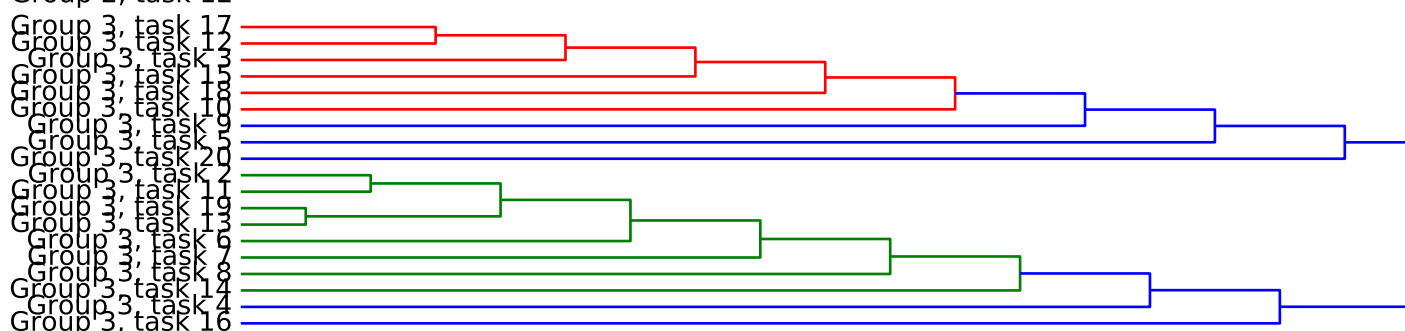 Group 2, task 12
Group 3, task 17
Group 3, task 12
Group 3, task 3
Group 3, task 15
Group 3, task 18
Group 3, task 10
Group 3, task 9
Group 3, task 5
Group 3, task 20
Group 3, task 2
Group 3, task 11
Group 3, task 19
Group 3, task 13
Group 3, task 6
Group 3, task 7
Group 3, task 8
Group 3, task 14
Group 3, task 4
Group 3, task 16